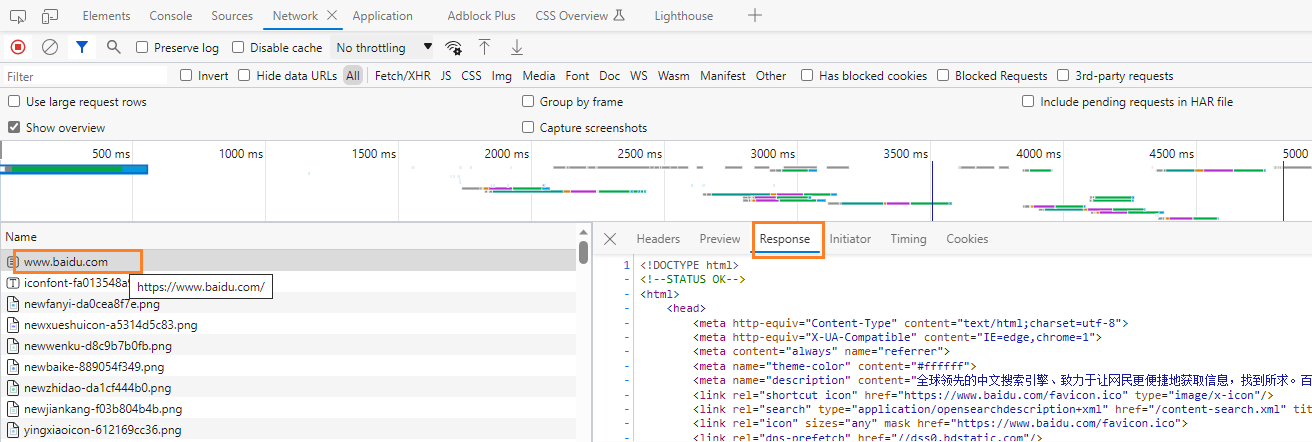 Elements Console Sources Network Application Adblock Plus CSS Overview Lighthouse
Preserve log Disable cache No throttling
Filter Invert Hide data URLs All Fetch/XHR JS CSS Img Media Font Doc WS Wasm Manifest Other Has blocked cookies Blocked Requests 3rd-party requests
Use large request rows Group by frame Include pending requests in HAR file
Show overview Capture screenshots
500 ms 1000 ms 1500 ms 2000 ms 2500 ms 3000 ms 3500 ms 4000 ms 4500 ms 5000
Name
www.baidu.com
iconfont-fa013548a9
https://www.baidu.com/
newfanyi-da0cea8f7e.png
newxueshuicon-a5314d5c83.png
newwenku-d8c9b7b0fb.png
newbaike-889054f349.png
newzhidao-da1cf444b0.png
newjiankang-f03b804b4b.png
yingxiaoicon-612169cc36.png
Headers Preview Response Initiator Timing Cookies
1 <!DOCTYPE html>
- <!--STATUS OK-->
- <html>
- <head>
- <meta http-equiv="Content-Type" content="text/html;charset=utf-8">
- <meta http-equiv="X-UA-Compatible" content="IE=edge,chrome=1">
- <meta content="always" name="referrer">
- <meta name="theme-color" content="#ffffff">
- <meta name="description" content="全球领先的中文搜索引擎、致力于让网民更便捷地获取信息，找到所求。百
- <link rel="shortcut icon" href="https://www.baidu.com/favicon.ico" type="image/x-icon"/>
- <link rel="search" type="application/opensearchdescription+xml" href="/content-search.xml" tit
- <link rel="icon" sizes="any" mask href="https://www.baidu.com/favicon.ico">
- <link rel="dns-prefetch" href="//dss0.bdstatic.com"/>